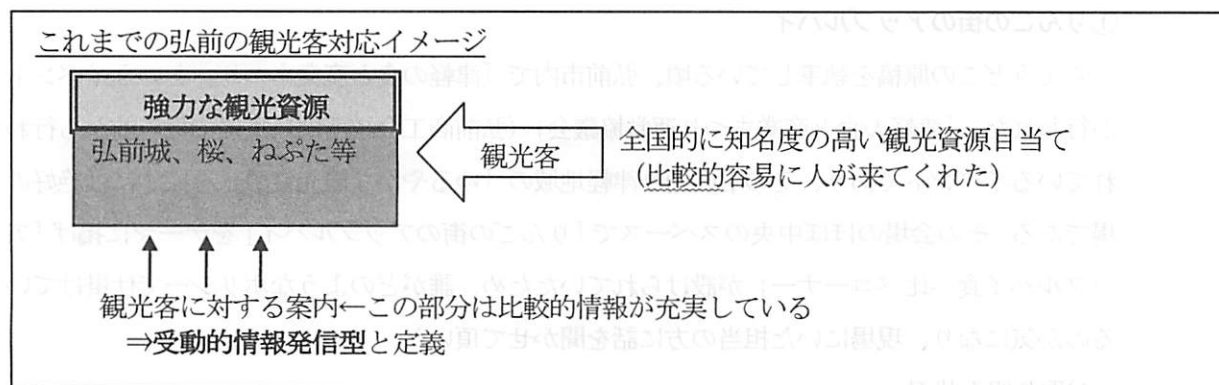 これまでの弘前の観光客対応イメージ
強力な観光資源
弘前城、桜、ねぷた等
観光客
全国的に知名度の高い観光資源目当て
（比較的容易に人が来てくれた）
観光客に対する案内←この部分は比較的情報が充実している
⇒受動的情報発信型と定義